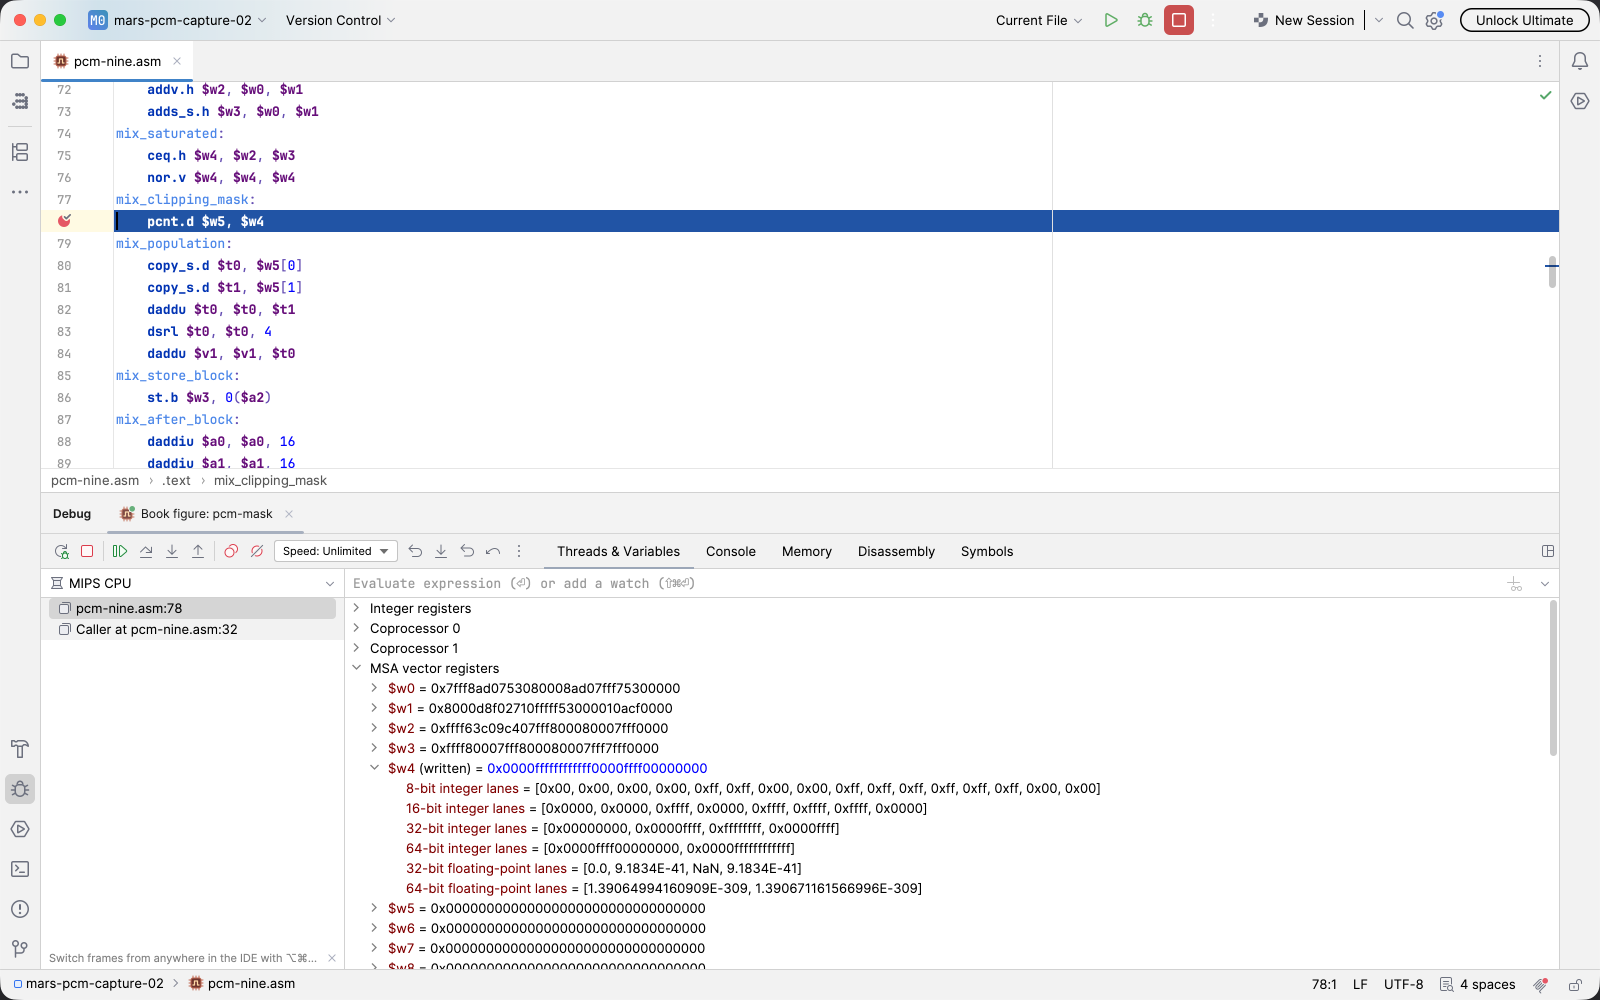 M0 mars-pcm-capture-02 Version Control Current File New Session Unlock Ultimate
pcm-nine.asm
72 addv.h $w2, $w0, $w1
73 adds_s.h $w3, $w0, $w1
74 mix_saturated:
75 ceq.h $w4, $w2, $w3
76 nor.v $w4, $w4, $w4
77 mix_clipping_mask:
pcnt.d $w5, $w4
79 mix_population:
80 copy_s.d $t0, $w5[0]
81 copy_s.d $t1, $w5[1]
82 daddu $t0, $t0, $t1
83 dsrl $t0, $t0, 4
84 daddu $v1, $v1, $t0
85 mix_store_block:
86 st.b $w3, 0($a2)
87 mix_after_block:
88 daddiu $a0, $a0, 16
89 daddiu $a1, $a1, 16
pcm-nine.asm › .text › mix_clipping_mask
Debug Book figure: pcm-mask
Speed: Unlimited Threads & Variables Console Memory Disassembly Symbols
MIPS CPU Evaluate expression (⏎) or add a watch (⇧⌘⏎)
pcm-nine.asm:78
Caller at pcm-nine.asm:32
Integer registers
Coprocessor 0
Coprocessor 1
MSA vector registers
$w0 = 0x7fff8ad0753080008ad07fff75300000
$w1 = 0x8000d8f02710fffff53000010acf0000
$w2 = 0xffff63c09c407fff800080007fff0000
$w3 = 0xffff80007fff800080007fff7fff0000
$w4 (written) = 0x0000ffffffffffff0000ffff00000000
8-bit integer lanes = [0x00, 0x00, 0x00, 0x00, 0xff, 0xff, 0x00, 0x00, 0xff, 0xff, 0xff, 0xff, 0xff, 0xff, 0x00, 0x00]
16-bit integer lanes = [0x0000, 0x0000, 0xffff, 0x0000, 0xffff, 0xffff, 0xffff, 0x0000]
32-bit integer lanes = [0x00000000, 0x0000ffff, 0xffffffff, 0x0000ffff]
64-bit integer lanes = [0x0000ffff00000000, 0x0000ffffffffffff]
32-bit floating-point lanes = [0.0, 9.1834E-41, NaN, 9.1834E-41]
64-bit floating-point lanes = [1.39064994160909E-309, 1.390671161566996E-309]
$w5 = 0x00000000000000000000000000000000
$w6 = 0x00000000000000000000000000000000
$w7 = 0x00000000000000000000000000000000
$w8 = 0x00000000000000000000000000000000
Switch frames from anywhere in the IDE with ⌥⌘...
mars-pcm-capture-02 › pcm-nine.asm 78:1 LF UTF-8 4 spaces